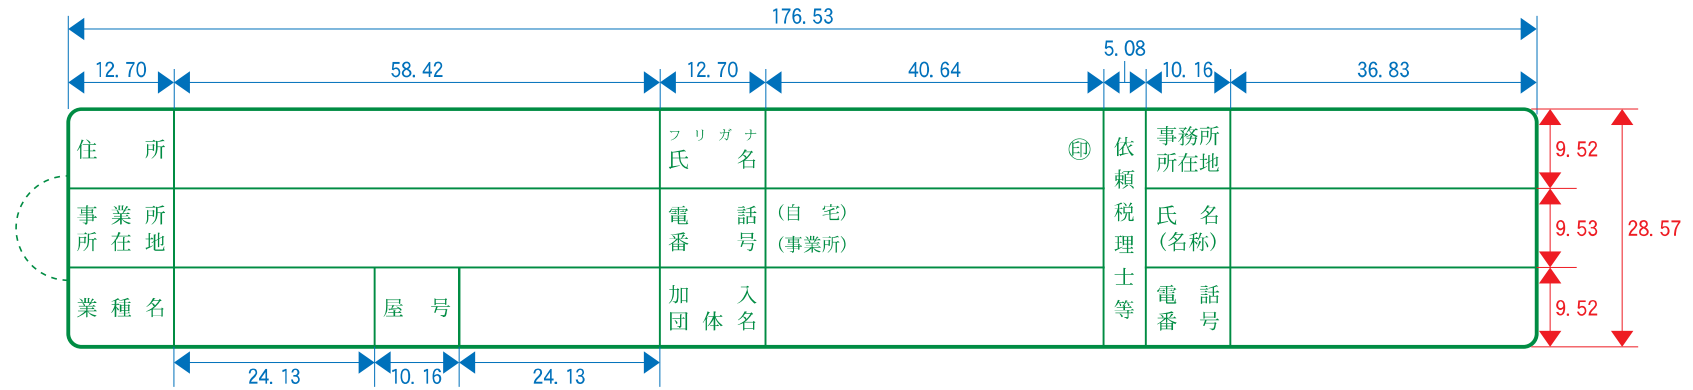 176.53
5.08
12.70 58.42 12.70 40.64 10.16 36.83
住所
フリガナ
氏名
㊞
依頼税理士等
事務所
所在地
9.52
事業所
所在地
電話
番号
(自宅)
(事業所)
氏名
(名称)
9.53
28.57
業種名
屋号
加入
団体名
電話
番号
9.52
24.13 10.16 24.13